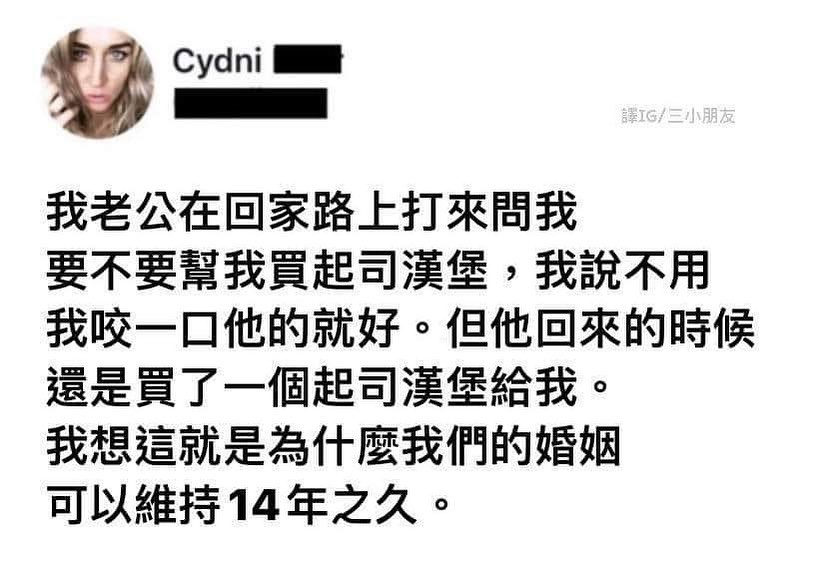 Cydni
譯IG/三小朋友
我老公在回家路上打來問我
要不要幫我買起司漢堡，我說不用
我咬一口他的就好。但他回來的時候
還是買了一個起司漢堡給我。
我想這就是為什麼我們的婚姻
可以維持14年之久。